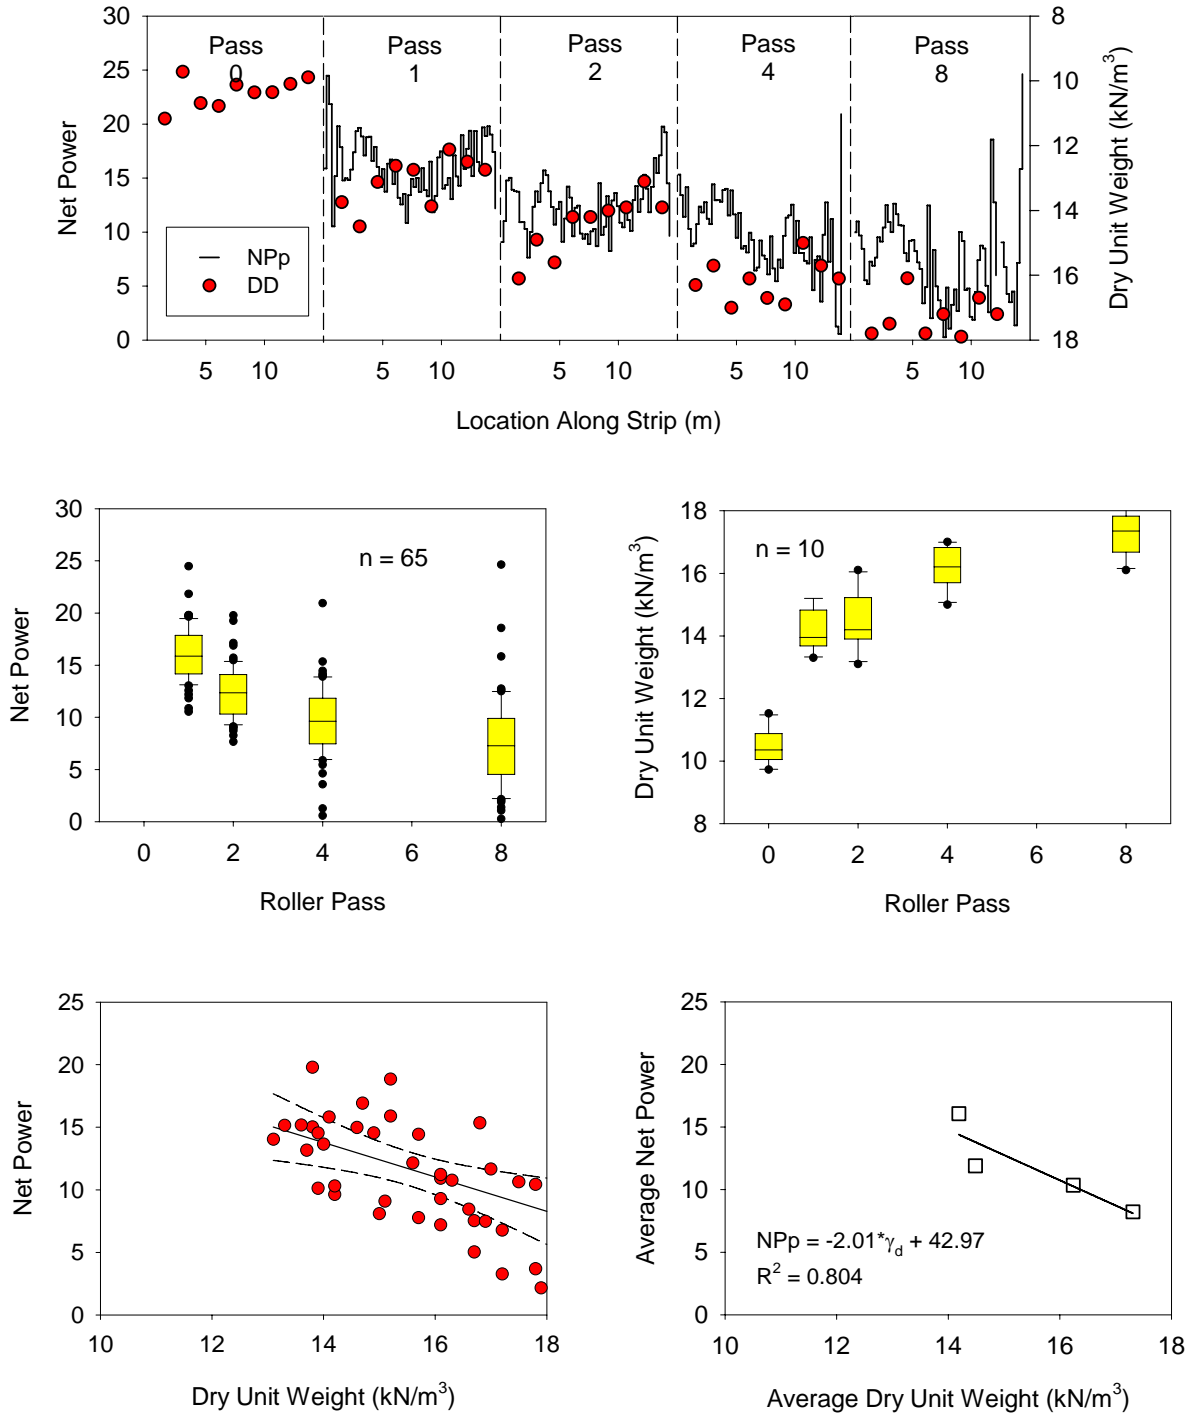 30
25
20
15
10
5
0
Net Power
Pass
0
Pass
1
Pass
2
Pass
4
Pass
8
NPp
DD
8
10
12
14
16
18
Dry Unit Weight (kN/m³)
5 10 5 10 5 10 5 10 5 10
Location Along Strip (m)
30
25
20
15
10
5
0
Net Power
n = 65
0 2 4 6 8
Roller Pass
18
16
14
12
10
8
Dry Unit Weight (kN/m³)
n = 10
0 2 4 6 8
Roller Pass
25
20
15
10
5
0
Net Power
10 12 14 16 18
Dry Unit Weight (kN/m³)
25
20
15
10
5
0
Average Net Power
NPp = -2.01*γd + 42.97
R² = 0.804
10 12 14 16 18
Average Dry Unit Weight (kN/m³)